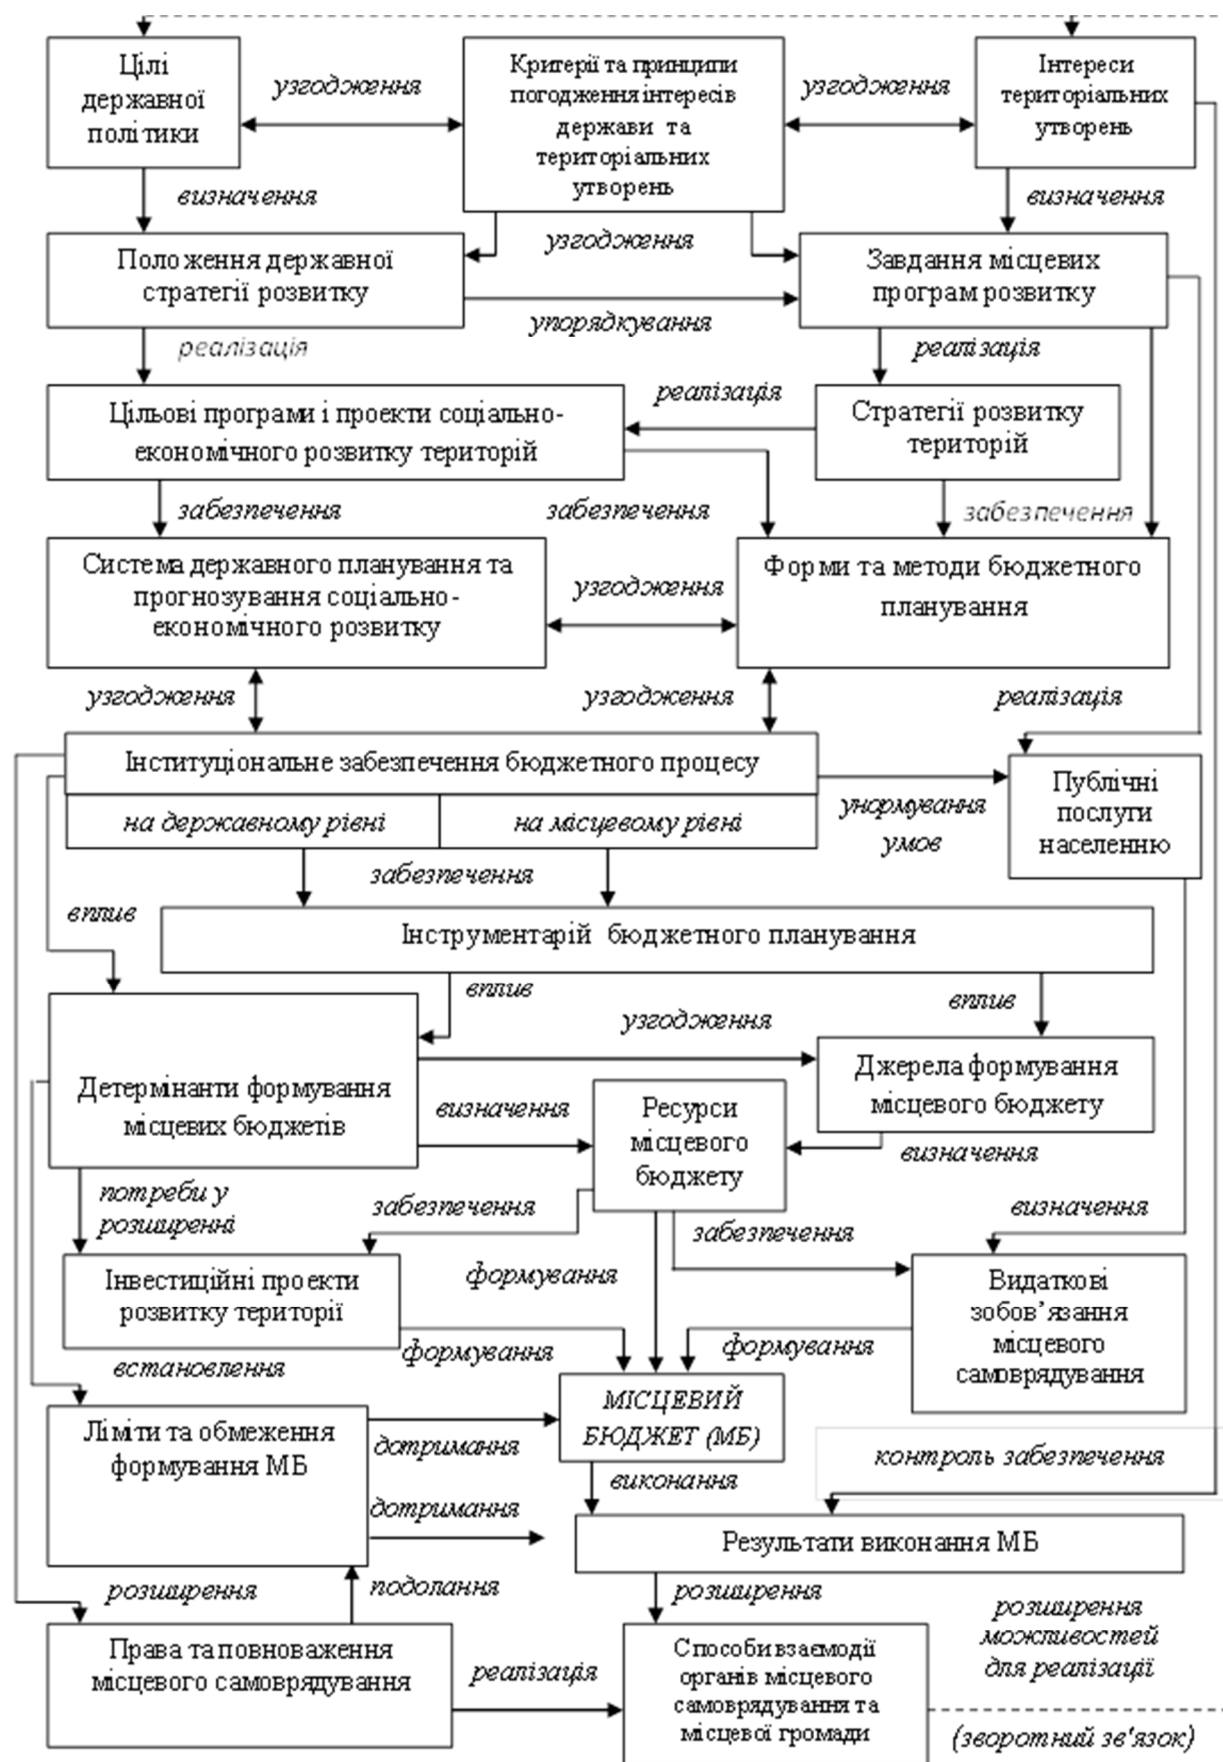 Цілі
державної
політики
узгодження
Критерії та принципи
погодження інтересів
держави та
територіальних
утворень
узгодження
Інтереси
територіальних
утворень
визначення
узгодження
визначення
Положення державної
стратегії розвитку
упорядкування
Завдання місцевих
програм розвитку
реалізація
реалізація
Цільові програми і проекти соціально-
економічного розвитку територій
реалізація
Стратегії розвитку
територій
забезпечення
забезпечення
забезпечення
Система державного планування та
прогнозування соціально-
економічного розвитку
узгодження
Форми та методи бюджетного
планування
узгодження
узгодження
реалізація
Інституціональне забезпечення бюджетного процесу
на державному рівні
на місцевому рівні
унормування
умов
Публічні
послуги
населенню
забезпечення
вплив
Інструментарій бюджетного планування
вплив
вплив
узгодження
Детермінанти формування
місцевих бюджетів
Джерела формування
місцевого бюджету
визначення
Ресурси
місцевого
бюджету
визначення
потреби у
розширенні
забезпечення
забезпечення
визначення
Інвестиційні проекти
розвитку території
формування
Видаткові
зобов’язання
місцевого
самоврядування
встановлення
формування
формування
МІСЦЕВИЙ
БЮДЖЕТ (МБ)
Ліміти та обмеження
формування МБ
дотримання
виконання
контроль забезпечення
дотримання
Результати виконання МБ
розширення
подолання
розширення
розширення
можливостей
для реалізації
Права та повноваження
місцевого самоврядування
реалізація
Способи взаємодії
органів місцевого
самоврядування та
місцевої громади
(зворотний зв'язок)